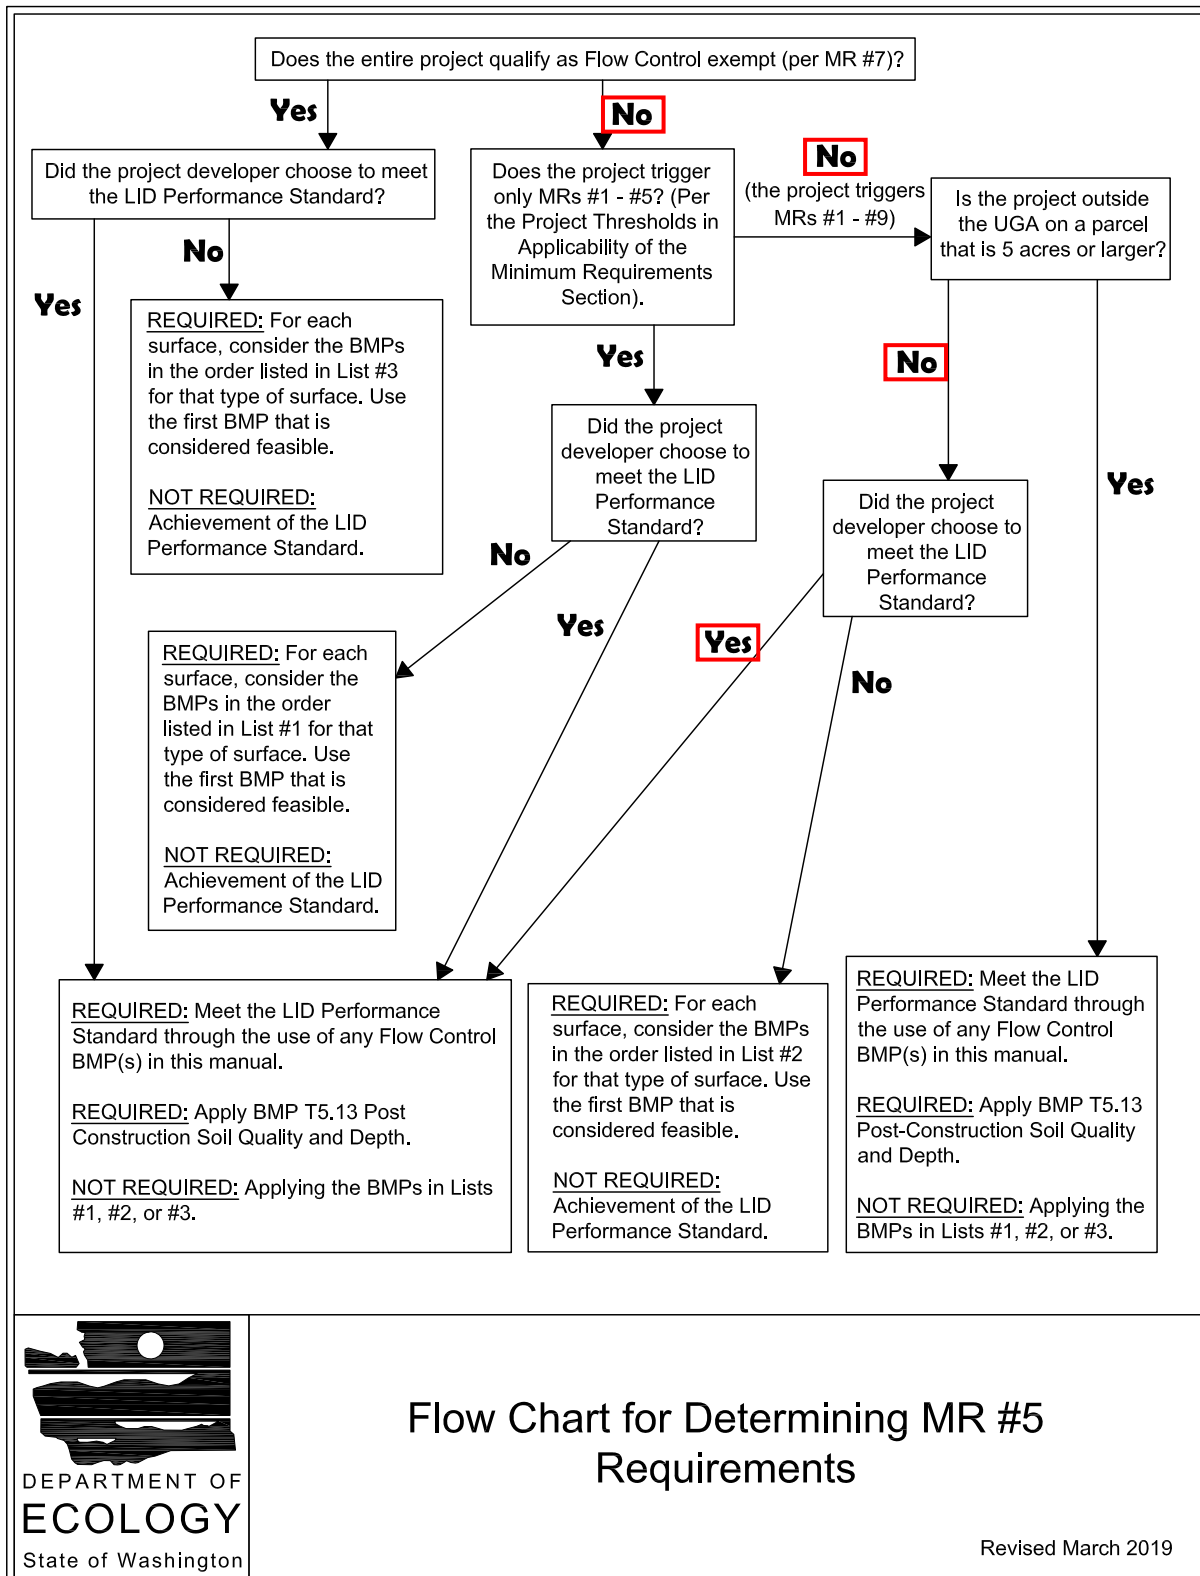 Does the entire project qualify as Flow Control exempt (per MR #7)?
Yes
No
Did the project developer choose to meet
the LID Performance Standard?
Does the project trigger
only MRs #1 - #5? (Per
the Project Thresholds in
Applicability of the
Minimum Requirements
Section).
No
(the project triggers
MRs #1 - #9)
Is the project outside
the UGA on a parcel
that is 5 acres or larger?
No
Yes
REQUIRED: For each
surface, consider the BMPs
in the order listed in List #3
for that type of surface. Use
the first BMP that is
considered feasible.
NOT REQUIRED:
Achievement of the LID
Performance Standard.
Yes
No
Did the project
developer choose to
meet the LID
Performance
Standard?
Yes
Did the project
developer choose to
meet the LID
Performance
Standard?
No
Yes
Yes
No
REQUIRED: For each
surface, consider the
BMPs in the order
listed in List #1 for that
type of surface. Use
the first BMP that is
considered feasible.
NOT REQUIRED:
Achievement of the LID
Performance Standard.
REQUIRED: Meet the LID Performance
Standard through the use of any Flow Control
BMP(s) in this manual.
REQUIRED: Apply BMP T5.13 Post
Construction Soil Quality and Depth.
NOT REQUIRED: Applying the BMPs in Lists
#1, #2, or #3.
REQUIRED: For each
surface, consider the BMPs
in the order listed in List #2
for that type of surface. Use
the first BMP that is
considered feasible.
NOT REQUIRED:
Achievement of the LID
Performance Standard.
REQUIRED: Meet the LID
Performance Standard through
the use of any Flow Control
BMP(s) in this manual.
REQUIRED: Apply BMP T5.13
Post-Construction Soil Quality
and Depth.
NOT REQUIRED: Applying the
BMPs in Lists #1, #2, or #3.
DEPARTMENT OF
ECOLOGY
State of Washington
Flow Chart for Determining MR #5
Requirements
Revised March 2019